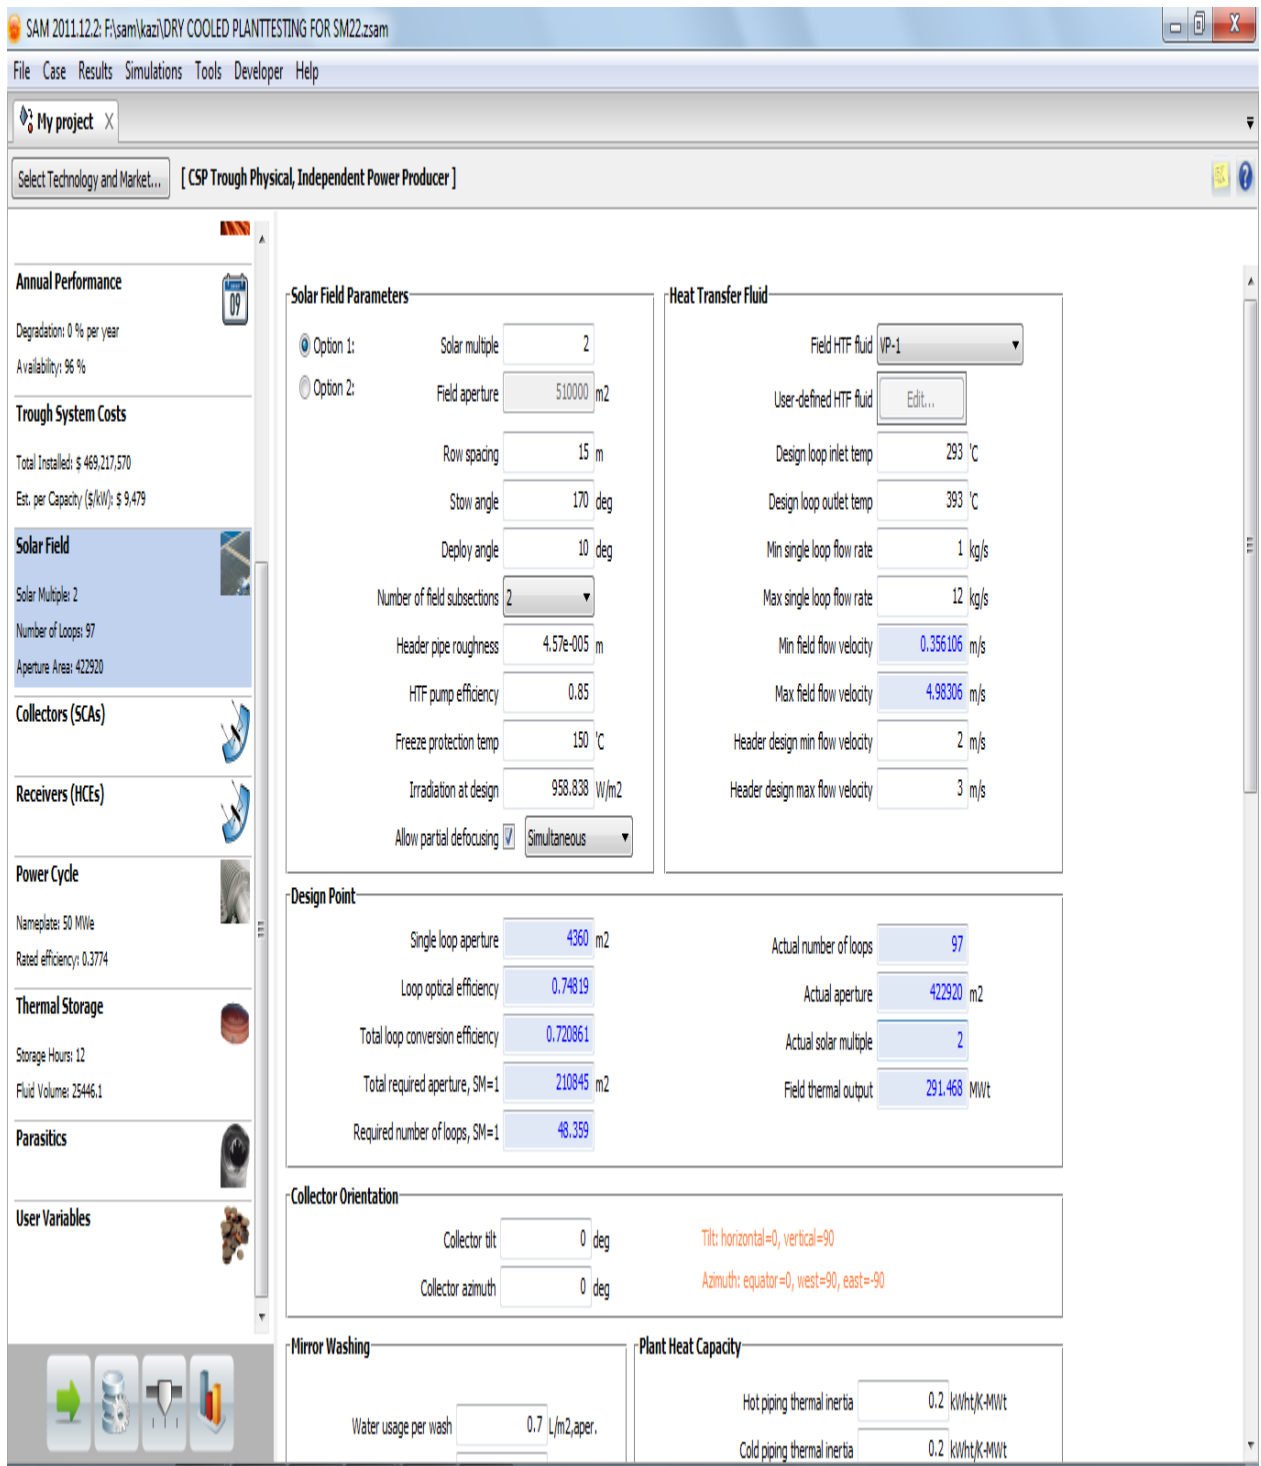 SAM 2011.12.2: F:\sam\kazi\DRY COOLED PLANTTESTING FOR SM22.zsam
File Case Results Simulations Tools Developer Help
My project
Select Technology and Market... [ CSP Trough Physical, Independent Power Producer ]
Annual Performance
09
Degradation: 0 % per year
Availability: 96 %
Trough System Costs
Total Installed: $ 469,217,570
Est. per Capacity ($/kW): $ 9,479
Solar Field
Solar Multiple: 2
Number of Loops: 97
Aperture Area: 422920
Collectors (SCAs)
Receivers (HCEs)
Power Cycle
Nameplate: 50 MWe
Rated efficiency: 0.3774
Thermal Storage
Storage Hours: 12
Fluid Volume: 25446.1
Parasitics
User Variables
Solar Field Parameters
Option 1: Solar multiple 2
Option 2: Field aperture 510000 m2
Row spacing 15 m
Stow angle 170 deg
Deploy angle 10 deg
Number of field subsections 2
Header pipe roughness 4.57e-005 m
HTF pump efficiency 0.85
Freeze protection temp 150 'C
Irradiation at design 958.838 W/m2
Allow partial defocusing Simultaneous
Heat Transfer Fluid
Field HTF fluid VP-1
User-defined HTF fluid Edit...
Design loop inlet temp 293 'C
Design loop outlet temp 393 'C
Min single loop flow rate 1 kg/s
Max single loop flow rate 12 kg/s
Min field flow velocity 0.356106 m/s
Max field flow velocity 4.98306 m/s
Header design min flow velocity 2 m/s
Header design max flow velocity 3 m/s
Design Point
Single loop aperture 4360 m2
Loop optical efficiency 0.74819
Total loop conversion efficiency 0.720861
Total required aperture, SM=1 210845 m2
Required number of loops, SM=1 48.359
Actual number of loops 97
Actual aperture 422920 m2
Actual solar multiple 2
Field thermal output 291.468 MWt
Collector Orientation
Collector tilt 0 deg
Collector azimuth 0 deg
Tilt: horizontal=0, vertical=90
Azimuth: equator=0, west=90, east=-90
Mirror Washing
Water usage per wash 0.7 L/m2,aper.
Plant Heat Capacity
Hot piping thermal inertia 0.2 kWht/K-MWt
Cold piping thermal inertia 0.2 kWht/K-MWt